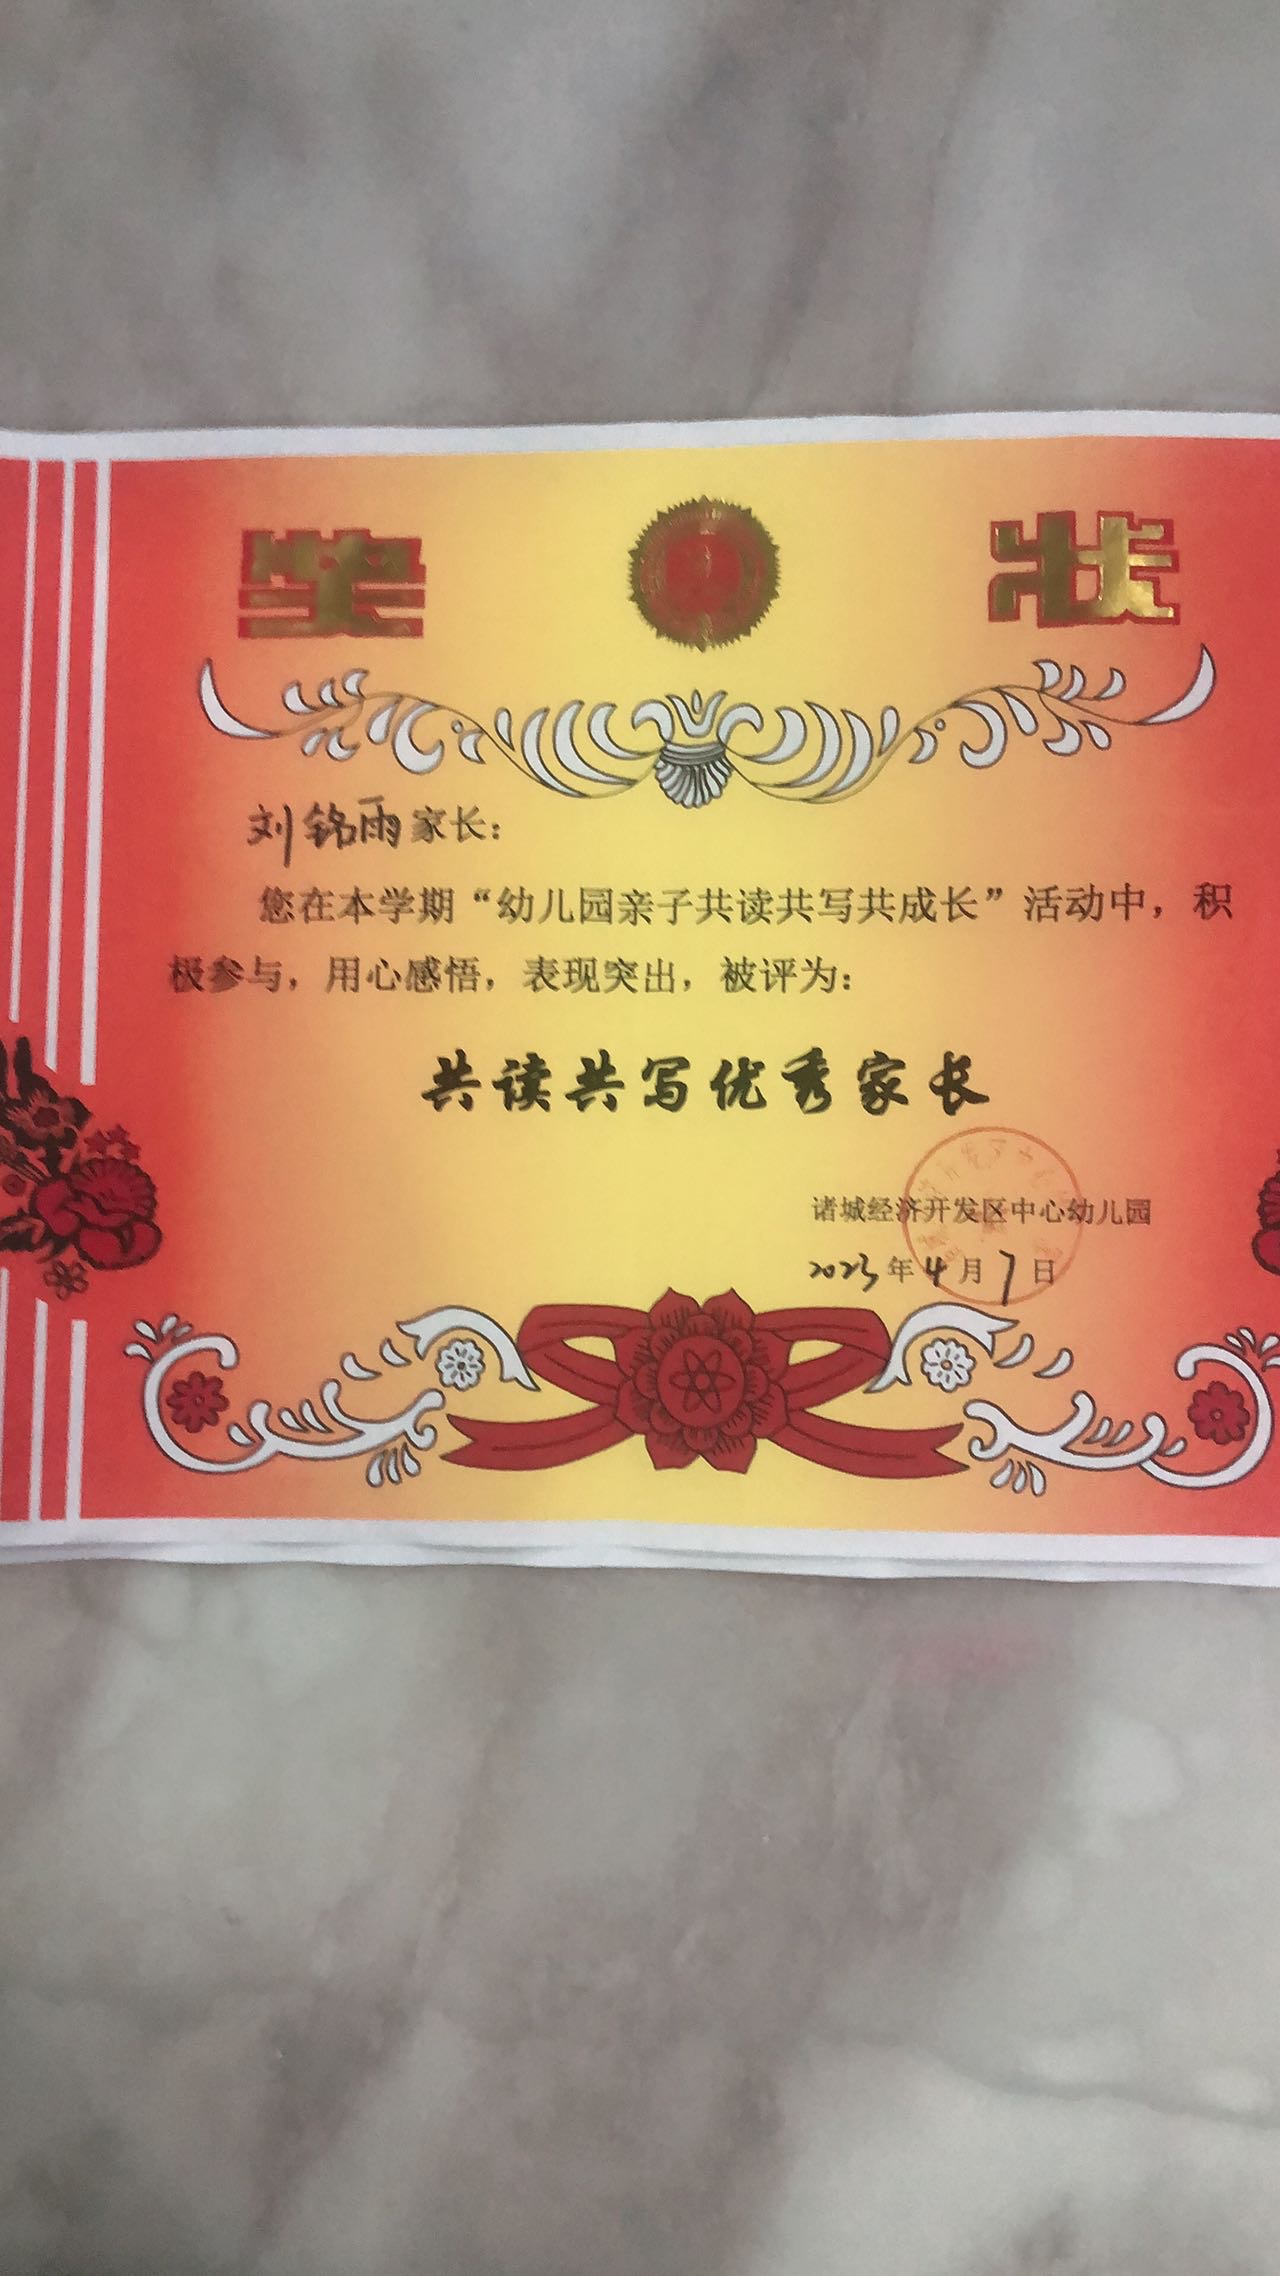 奖状
刘铭雨家长：
您在本学期“幼儿园亲子共读共写共成长”活动中，积
极参与，用心感悟，表现突出，被评为：
共读共写优秀家长
诸城经济开发区中心幼儿园
2023年4月7日